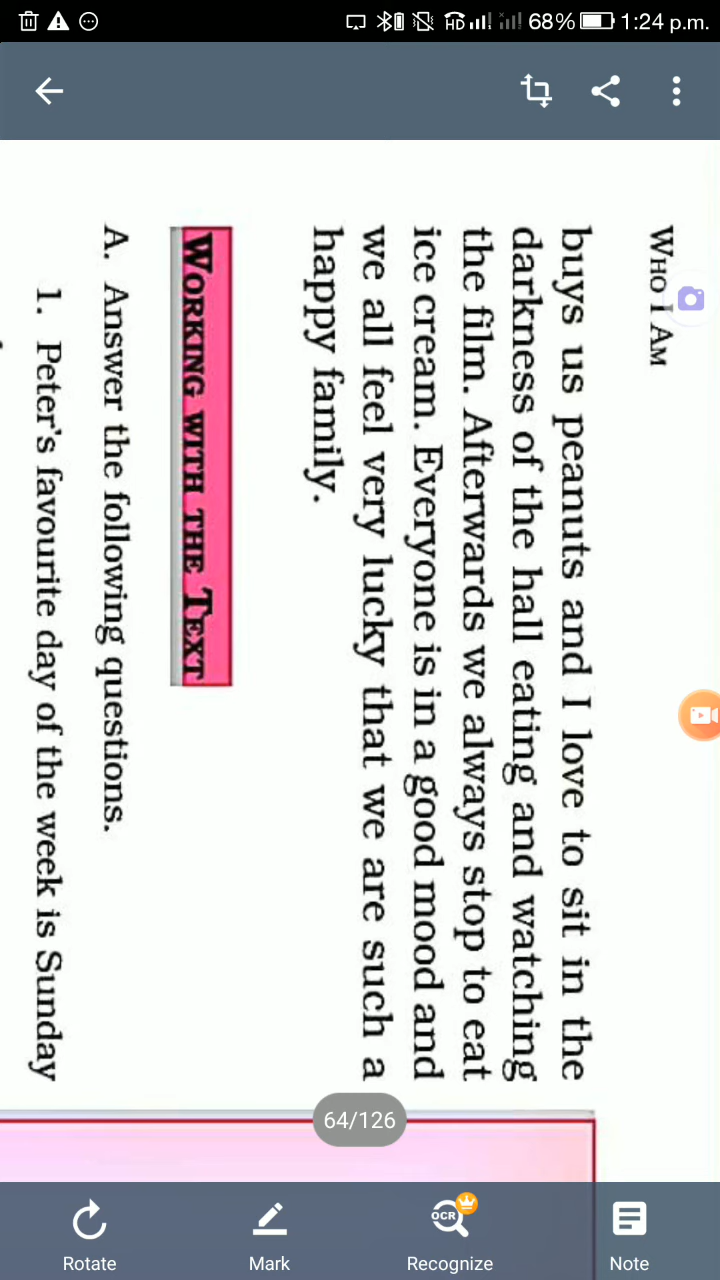 68% 1:24 p.m.
WHO I AM
buys us peanuts and I love to sit in the
darkness of the hall eating and watching
the film. Afterwards we always stop to eat
ice cream. Everyone is in a good mood and
we all feel very lucky that we are such a
happy family.
WORKING WITH THE TEXT
A. Answer the following questions.
1. Peter's favourite day of the week is Sunday
64/126
Rotate
Mark
OCR
Recognize
Note